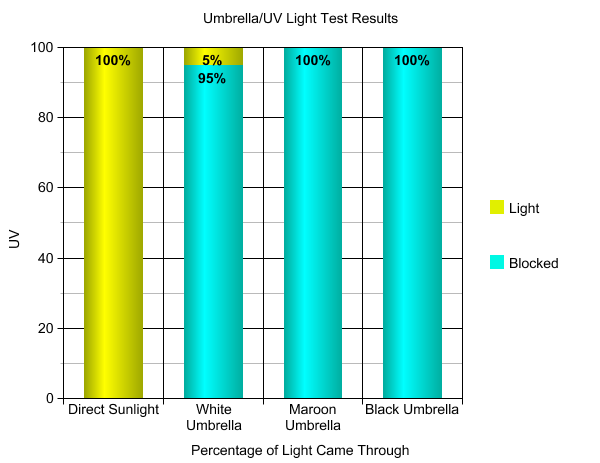 Umbrella/UV Light Test Results
100
80
60
40
20
0
UV
100%
5%
95%
100%
100%
Direct Sunlight
White
Umbrella
Maroon
Umbrella
Black Umbrella
Percentage of Light Came Through
Light
Blocked